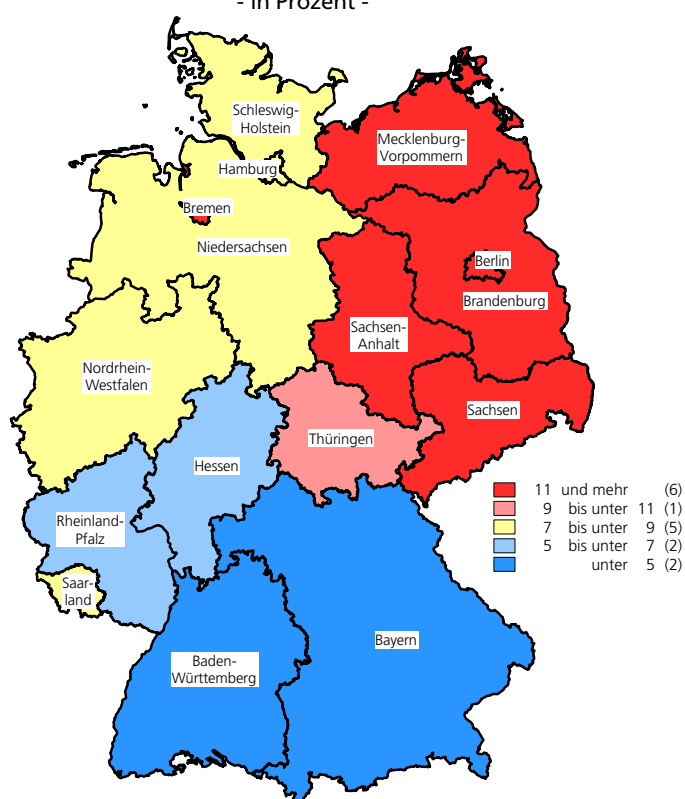 - in Prozent -
Schleswig-
Holstein
Mecklenburg-
Vorpommern
Hamburg
Bremen
Niedersachsen
Berlin
Brandenburg
Sachsen-
Anhalt
Nordrhein-
Westfalen
Sachsen
Thüringen
Hessen
Rheinland-
Pfalz
Saar-
land
Bayern
Baden-
Württemberg
11 und mehr (6)
9 bis unter 11 (1)
7 bis unter 9 (5)
5 bis unter 7 (2)
unter 5 (2)